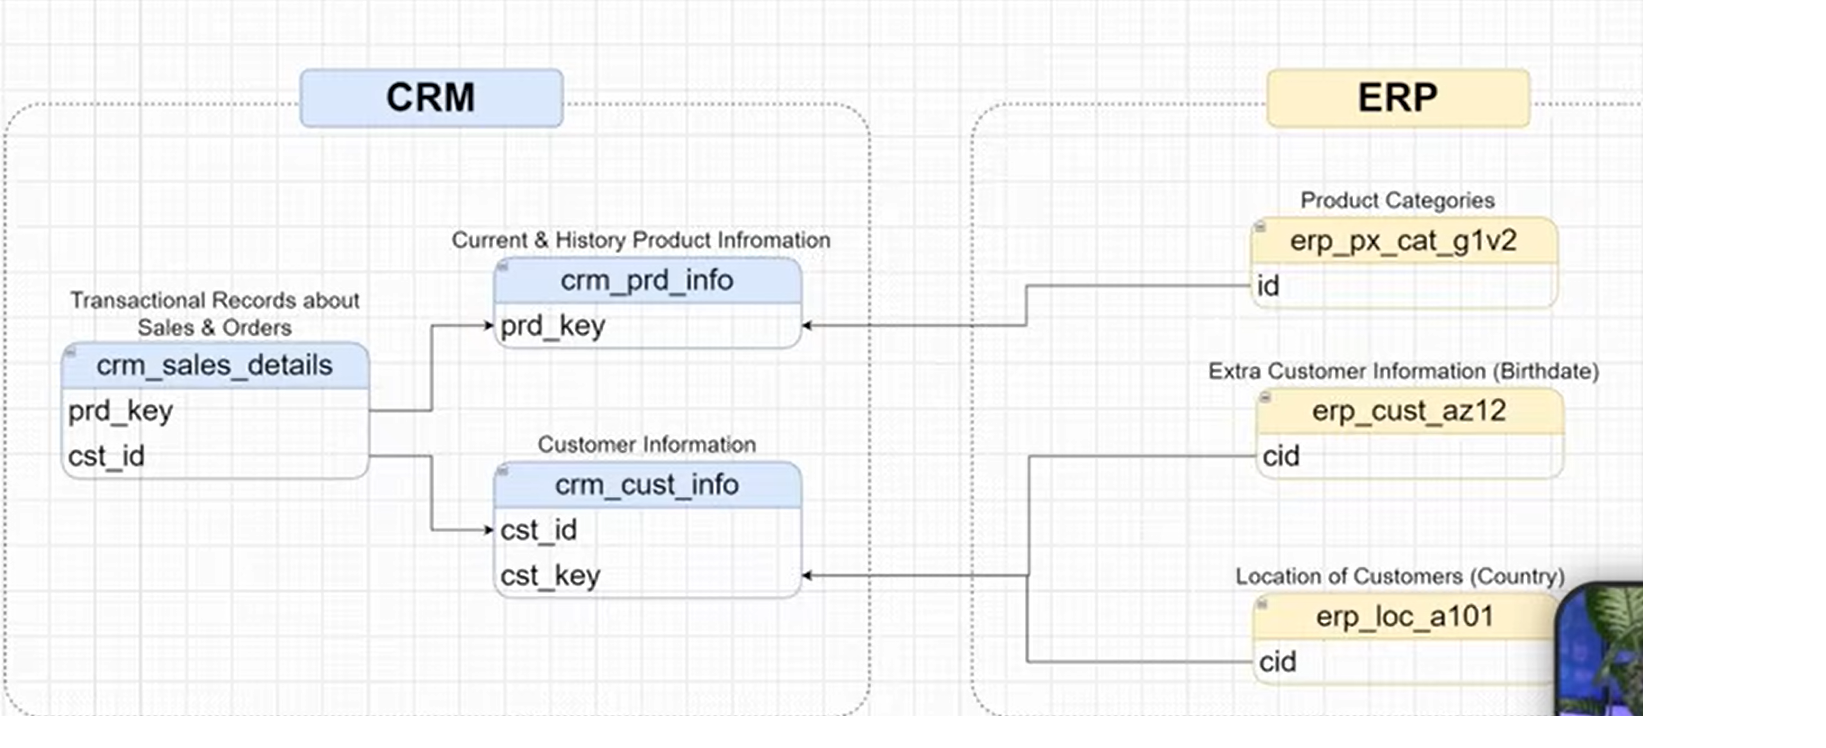 CRM
Transactional Records about
Sales & Orders
crm_sales_details
prd_key
cst_id
Current & History Product Infromation
crm_prd_info
prd_key
Customer Information
crm_cust_info
cst_id
cst_key
ERP
Product Categories
erp_px_cat_g1v2
id
Extra Customer Information (Birthdate)
erp_cust_az12
cid
Location of Customers (Country)
erp_loc_a101
cid